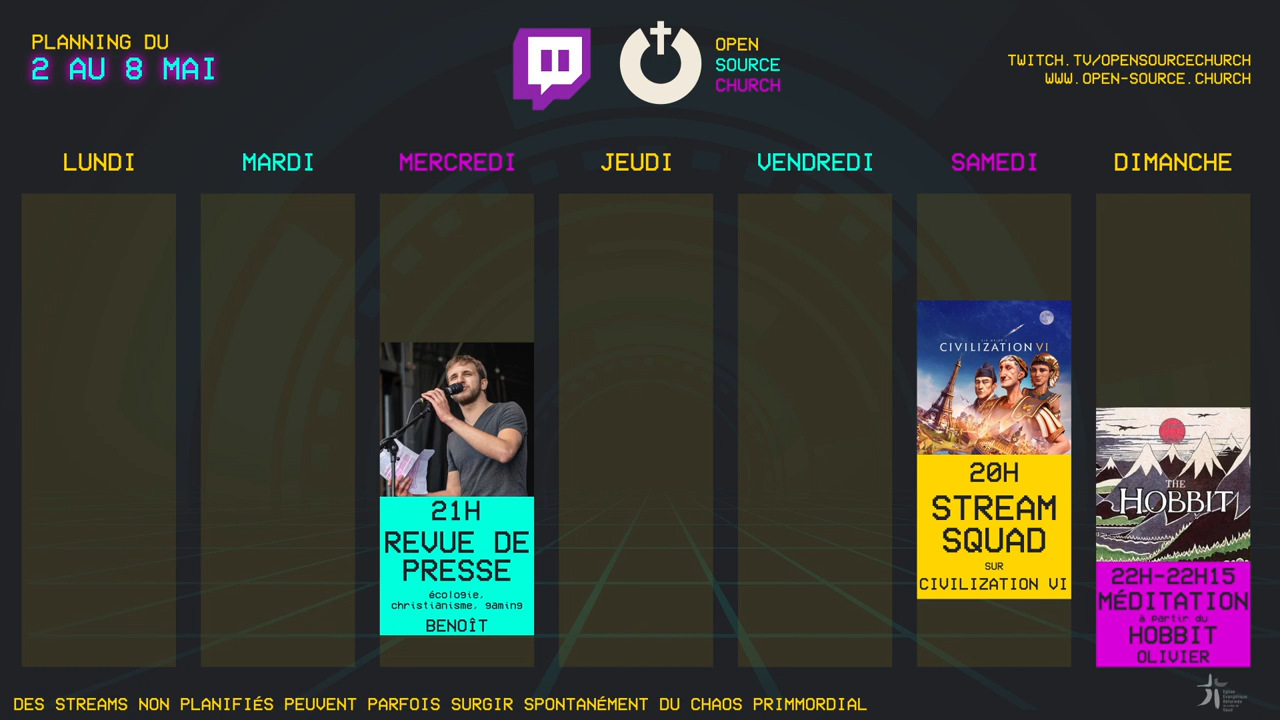 PLANNING DU
2 AU 8 MAI
OPEN
SOURCE
CHURCH
TWITCH.TV/OPENSOURCECHURCH
WWW.OPEN-SOURCE.CHURCH
LUNDI
MARDI
MERCREDI
JEUDI
VENDREDI
SAMEDI
DIMANCHE
21H
REVUE DE
PRESSE
écologie,
christianisme, gaming
BENOÎT
CIVILIZATION VI
20H
STREAM
SQUAD
SUR
CIVILIZATION VI
THE
HOBBIT
22H-22H15
MÉDITATION
à partir du
HOBBIT
OLIVIER
DES STREAMS NON PLANIFIÉS PEUVENT PARFOIS SURGIR SPONTANÉMENT DU CHAOS PRIMMORDIAL
Église
Évangélique
Réformée